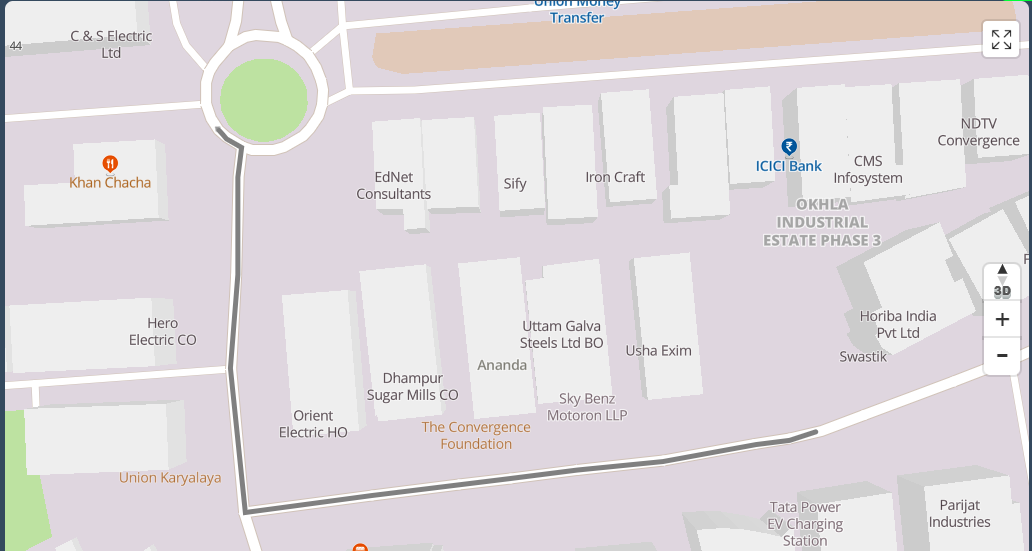 Union Money
Transfer
C & S Electric
Ltd
44
NDTV
Convergence
Khan Chacha
EdNet
Consultants
Sify
Iron Craft
ICICI Bank
CMS
Infosystem
OKHLA
INDUSTRIAL
ESTATE PHASE 3
F
3D
+
-
Hero
Electric CO
Uttam Galva
Steels Ltd BO
Horiba India
Pvt Ltd
Usha Exim
Swastik
Ananda
Dhampur
Sugar Mills CO
Sky Benz
Motoron LLP
Orient
Electric HO
The Convergence
Foundation
Union Karyalaya
Tata Power
EV Charging
Station
Parijat
Industries